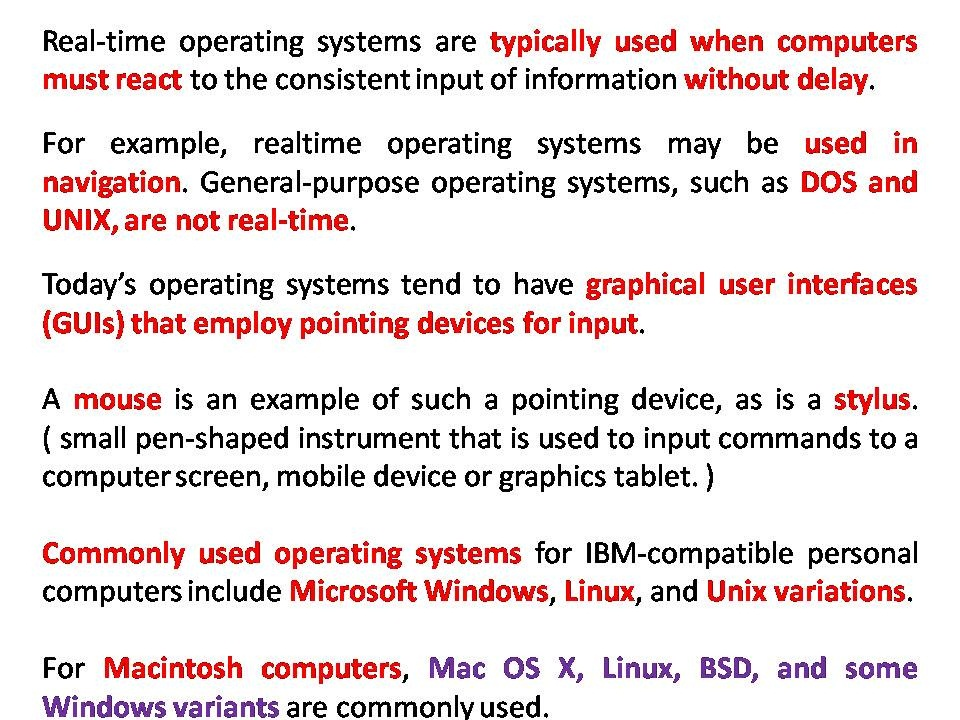 Real-time operating systems are typically used when computers
must react to the consistent input of information without delay.
For example, realtime operating systems may be used in
navigation. General-purpose operating systems, such as DOS and
UNIX, are not real-time.
Today’s operating systems tend to have graphical user interfaces
(GUIs) that employ pointing devices for input.
A mouse is an example of such a pointing device, as is a stylus.
( small pen-shaped instrument that is used to input commands to a
computer screen, mobile device or graphics tablet. )
Commonly used operating systems for IBM-compatible personal
computers include Microsoft Windows, Linux, and Unix variations.
For Macintosh computers, Mac OS X, Linux, BSD, and some
Windows variants are commonly used.